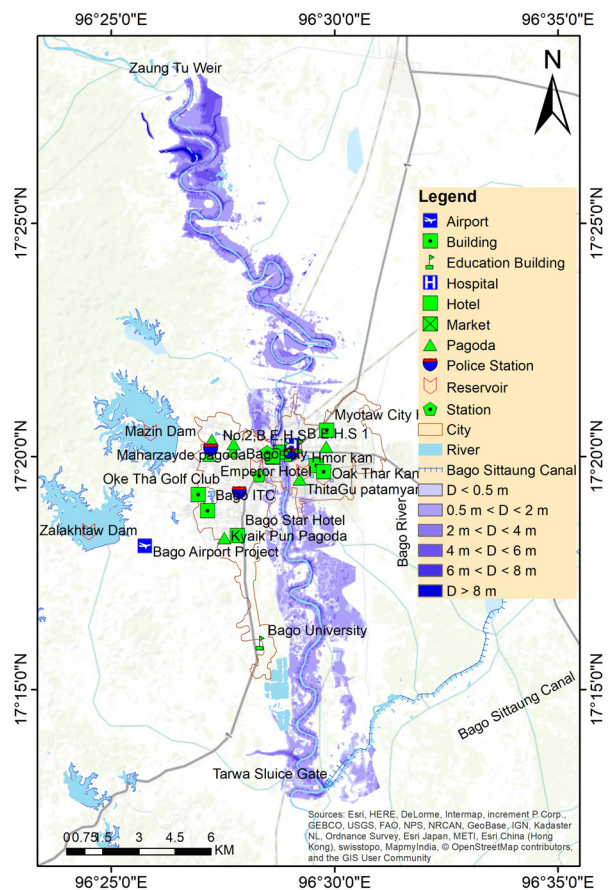 96°25'0"E 96°30'0"E 96°35'0"E
Zaung Tu Weir
N
17°25'0"N 17°25'0"N
Legend
Airport
Building
Education Building
Hospital
Hotel
Market
Pagoda
Police Station
Reservoir
Station
City
River
Bago Sittaung Canal
D < 0.5 m
0.5 m < D < 2 m
2 m < D < 4 m
4 m < D < 6 m
6 m < D < 8 m
D > 8 m
1
Myotaw City
Mazin Dam
No.2,B.E.H.S
B.E.H.S 1
17°20'0"N 17°20'0"N
Maharzayde pagoda
Hmor kan
Emperor Hotel
Oak Thar Kan
Oke Tha Golf Club
ThitaGu patamyar
Bago ITC
Bago Star Hotel
Zalakhtaw Dam
Kyaik Pun Pagoda
Bago River
Bago Airport Project
Bago University
17°15'0"N 17°15'0"N
Bago Sittaung Canal
1
Tarwa Sluice Gate
Sources: Esri, HERE, DeLorme, Intermap, increment P Corp.,
GEBCO, USGS, FAO, NPS, NRCAN, GeoBase, IGN, Kadaster
NL, Ordnance Survey, Esri Japan, METI, Esri China (Hong
Kong), swisstopo, MapmyIndia, © OpenStreetMap contributors,
and the GIS User Community
0 0.75 1.5 3 4.5 6
KM
96°25'0"E 96°30'0"E 96°35'0"E